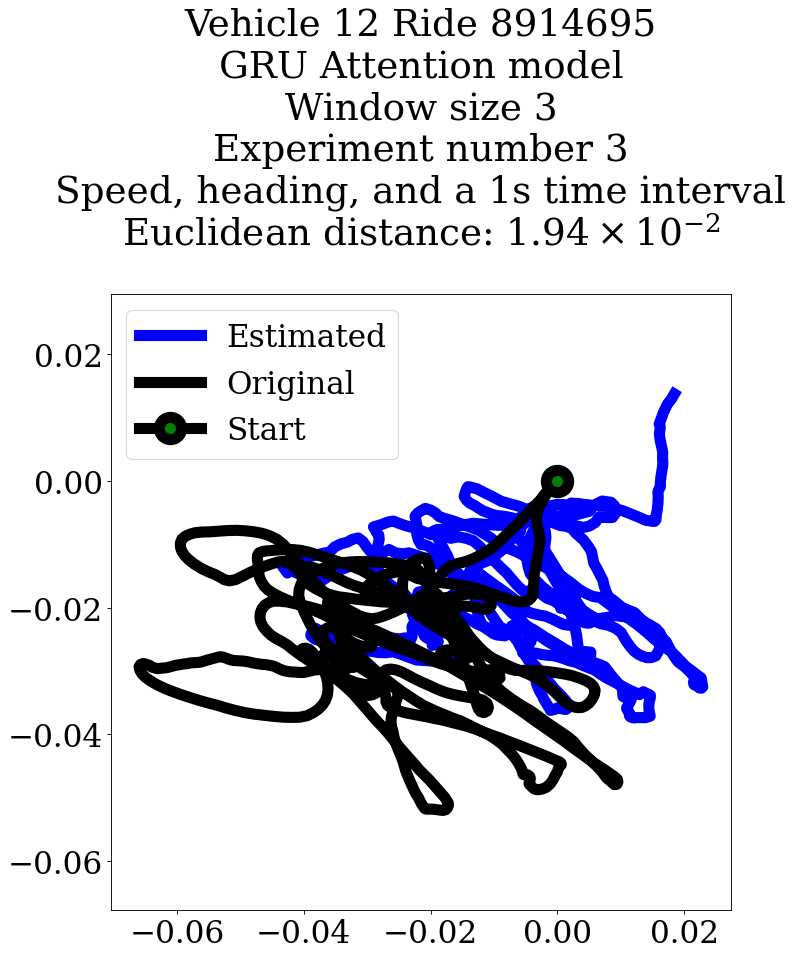 Vehicle 12 Ride 8914695
GRU Attention model
Window size 3
Experiment number 3
Speed, heading, and a 1s time interval
Euclidean distance: 1.94 × 10⁻²
Estimated
Original
Start
0.02
0.00
−0.02
−0.04
−0.06
−0.06 −0.04 −0.02 0.00 0.02